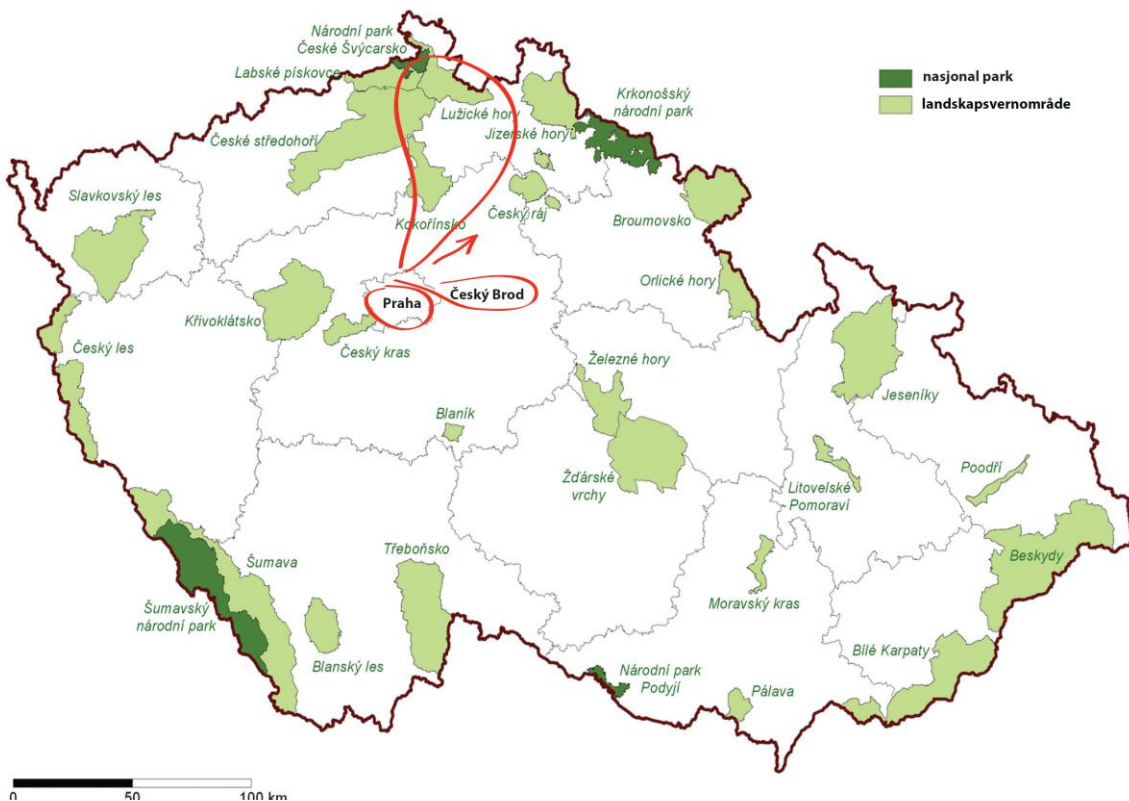 Národní park
České Švýcarsko
Labské pískovce
nasjonal park
landskapsvernområde
Krkonošský
národní park
Lužické hory
Jizerské hory
České středohoří
Slavkovský les
Kokořínsko
Český ráj
Broumovsko
Orlické hory
Praha
Český Brod
Křivoklátsko
Český kras
Český les
Železné hory
Jeseníky
Blaník
Žďárské
vrchy
Litovelské
Pomoraví
Poodří
Šumava
Třeboňsko
Beskydy
Moravský kras
Šumavský
národní park
Blanský les
Bílé Karpaty
Národní park
Podyjí
Pálava
0 50 100 km